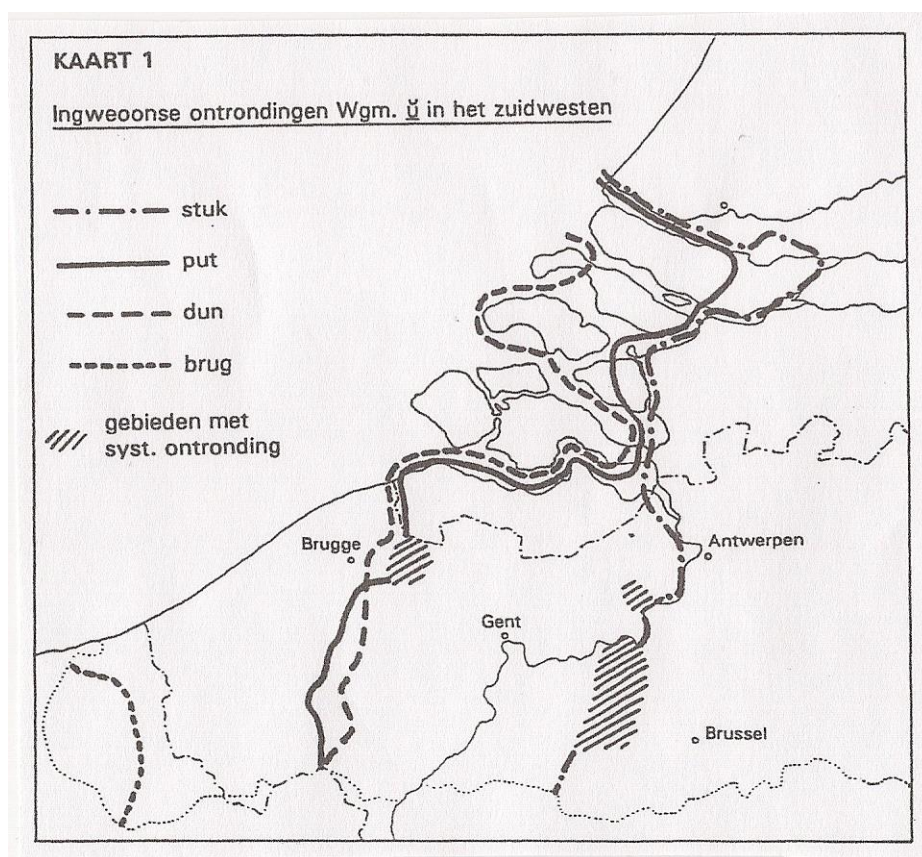 KAART 1
Ingweoonse ontrondingen Wgm. ŭ in het zuidwesten
stuk
put
dun
brug
gebieden met
syst. ontronding
Brugge
Antwerpen
Gent
Brussel